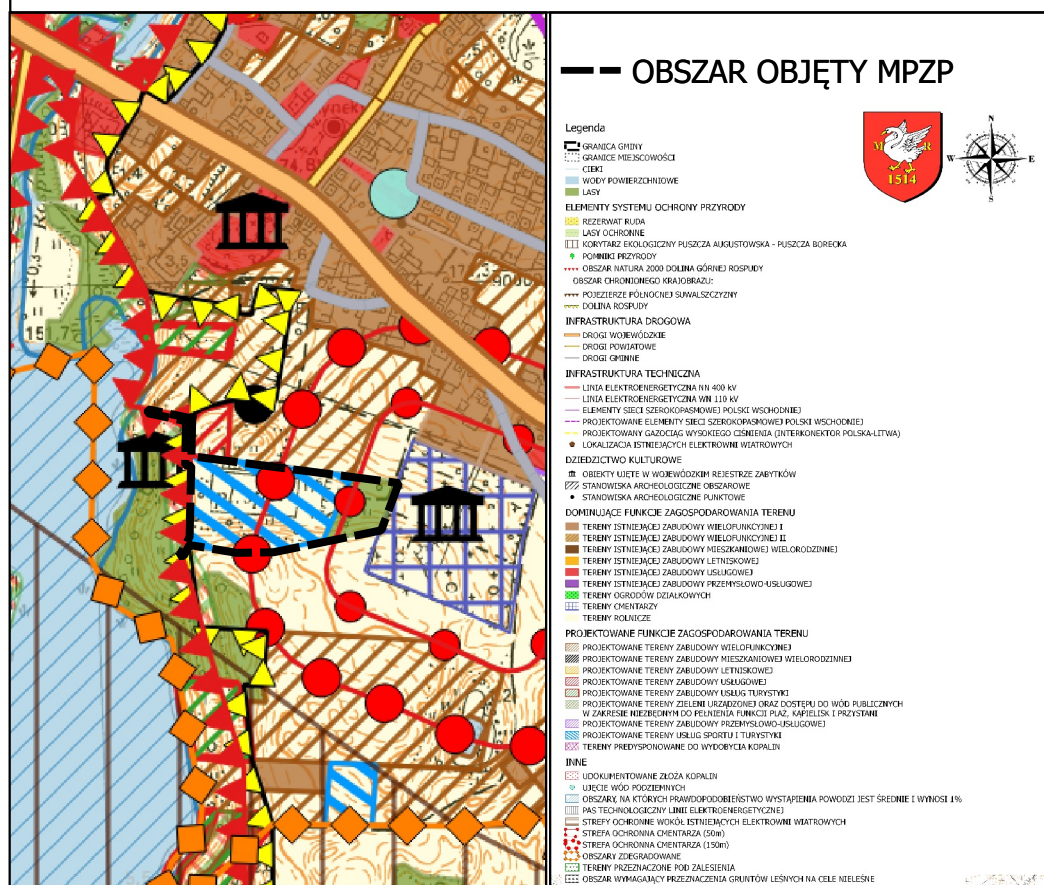 OBSZAR OBJĘTY MPZP
M R
1514
N
W E
S
Legenda
GRANICA GMINY
GRANICE MIEJSCOWOŚCI
CIEKI
WODY POWIERZCHNIOWE
LASY
ELEMENTY SYSTEMU OCHRONY PRZYRODY
REZERWAT RUDA
LASY OCHRONNE
KORYTARZ EKOLOGICZNY PUSZCZA AUGUSTOWSKA - PUSZCZA BORECKA
POMNIKI PRZYRODY
OBSZAR NATURA 2000 DOLINA GÓRNEJ ROSPUDY
OBSZAR CHRONIONEGO KRAJOBRAZU:
POJEZIERZE PÓŁNOCNEJ SUWALSZCZYZNY
DOLINA ROSPUDY
INFRASTRUKTURA DROGOWA
DROGI WOJEWÓDZKIE
DROGI POWIATOWE
DROGI GMINNE
INFRASTRUKTURA TECHNICZNA
LINIA ELEKTROENERGETYCZNA NN 400 kV
LINIA ELEKTROENERGETYCZNA WN 110 kV
ELEMENTY SIECI SZEROKOPASMOWEJ POLSKI WSCHODNIEJ
PROJEKTOWANE ELEMENTY SIECI SZEROKOPASMOWEJ POLSKI WSCHODNIEJ
PROJEKTOWANY GAZOCIĄG WYSOKIEGO CIŚNIENIA (INTERKONEKTOR POLSKA-LITWA)
LOKALIZACJA ISTNIEJĄCYCH ELEKTROWNI WIATROWYCH
DZIEDZICTWO KULTUROWE
OBIEKTY UJĘTE W WOJEWÓDZKIM REJESTRZE ZABYTKÓW
STANOWISKA ARCHEOLOGICZNE OBSZAROWE
STANOWISKA ARCHEOLOGICZNE PUNKTOWE
DOMINUJĄCE FUNKCJE ZAGOSPODAROWANIA TERENU
TERENY ISTNIEJĄCEJ ZABUDOWY WIELOFUNKCYJNEJ I
TERENY ISTNIEJĄCEJ ZABUDOWY WIELOFUNKCYJNEJ II
TERENY ISTNIEJĄCEJ ZABUDOWY MIESZKANIOWEJ WIELORODZINNEJ
TERENY ISTNIEJĄCEJ ZABUDOWY LETNISKOWEJ
TERENY ISTNIEJĄCEJ ZABUDOWY USŁUGOWEJ
TERENY ISTNIEJĄCEJ ZABUDOWY PRZEMYSŁOWO-USŁUGOWEJ
TERENY OGRODÓW DZIAŁKOWYCH
TERENY CMENTARZY
TERENY ROLNICZE
PROJEKTOWANE FUNKCJE ZAGOSPODAROWANIA TERENU
PROJEKTOWANE TERENY ZABUDOWY WIELOFUNKCYJNEJ
PROJEKTOWANE TERENY ZABUDOWY MIESZKANIOWEJ WIELORODZINNEJ
PROJEKTOWANE TERENY ZABUDOWY LETNISKOWEJ
PROJEKTOWANE TERENY ZABUDOWY USŁUGOWEJ
PROJEKTOWANE TERENY ZABUDOWY USŁUG TURYSTYKI
PROJEKTOWANE TERENY ZIELENI URZĄDZONEJ ORAZ DOSTĘPU DO WÓD PUBLICZNYCH
W ZAKRESIE NIEZBĘDNYM DO PEŁNIENIA FUNKCJI PLAŻ, KĄPIELISK I PRZYSTANI
PROJEKTOWANE TERENY ZABUDOWY PRZEMYSŁOWO-USŁUGOWEJ
PROJEKTOWANE TERENY USŁUG SPORTU I TURYSTYKI
TERENY PREDYSPONOWANE DO WYDOBYCIA KOPALIN
INNE
UDOKUMENTOWANE ZŁOŻA KOPALIN
UJĘCIE WÓD PODZIEMNYCH
OBSZARY, NA KTÓRYCH PRAWDOPODOBIEŃSTWO WYSTĄPIENIA POWODZI JEST ŚREDNIE I WYNOSI 1%
PAS TECHNOLOGICZNY LINII ELEKTROENERGETYCZNEJ
STREFY OCHRONNE WOKÓŁ ISTNIEJĄCYCH ELEKTROWNI WIATROWYCH
STREFA OCHRONNA CMENTARZA (50m)
STREFA OCHRONNA CMENTARZA (150m)
OBSZARY ZDEGRADOWANE
TERENY PRZEZNACZONE POD ZALESIENIA
OBSZAR WYMAGAJĄCY PRZEZNACZENIA GRUNTÓW LEŚNYCH NA CELE NIELEŚNE